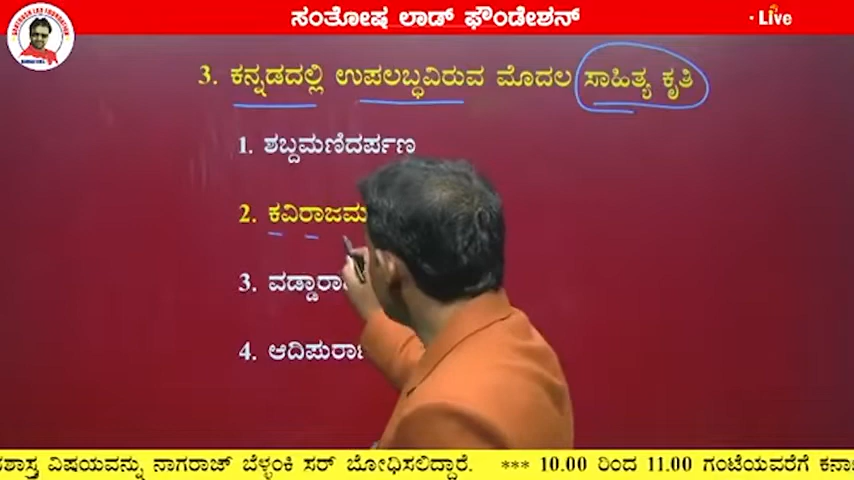 ಸಂತೋಷ ಲಾಡ್ ಫೌಂಡೇಶನ್
Live
3. ಕನ್ನಡದಲ್ಲಿ ಉಪಲಬ್ಧವಿರುವ ಮೊದಲ ಸಾಹಿತ್ಯ ಕೃತಿ
1. ಶಬ್ದಮಣಿದರ್ಪಣ
2. ಕವಿರಾಜಮ
3. ವಡ್ಡಾರಾ
4. ಆದಿಪುರಾ
ಶಾಸ್ತ್ರ ವಿಷಯವನ್ನು ನಾಗರಾಜ್ ಬೆಳ್ಳಂಕಿ ಸರ್ ಬೋಧಿಸಲಿದ್ದಾರೆ. *** 10.00 ರಿಂದ 11.00 ಗಂಟೆಯವರೆಗೆ ಕರ್ನಾ